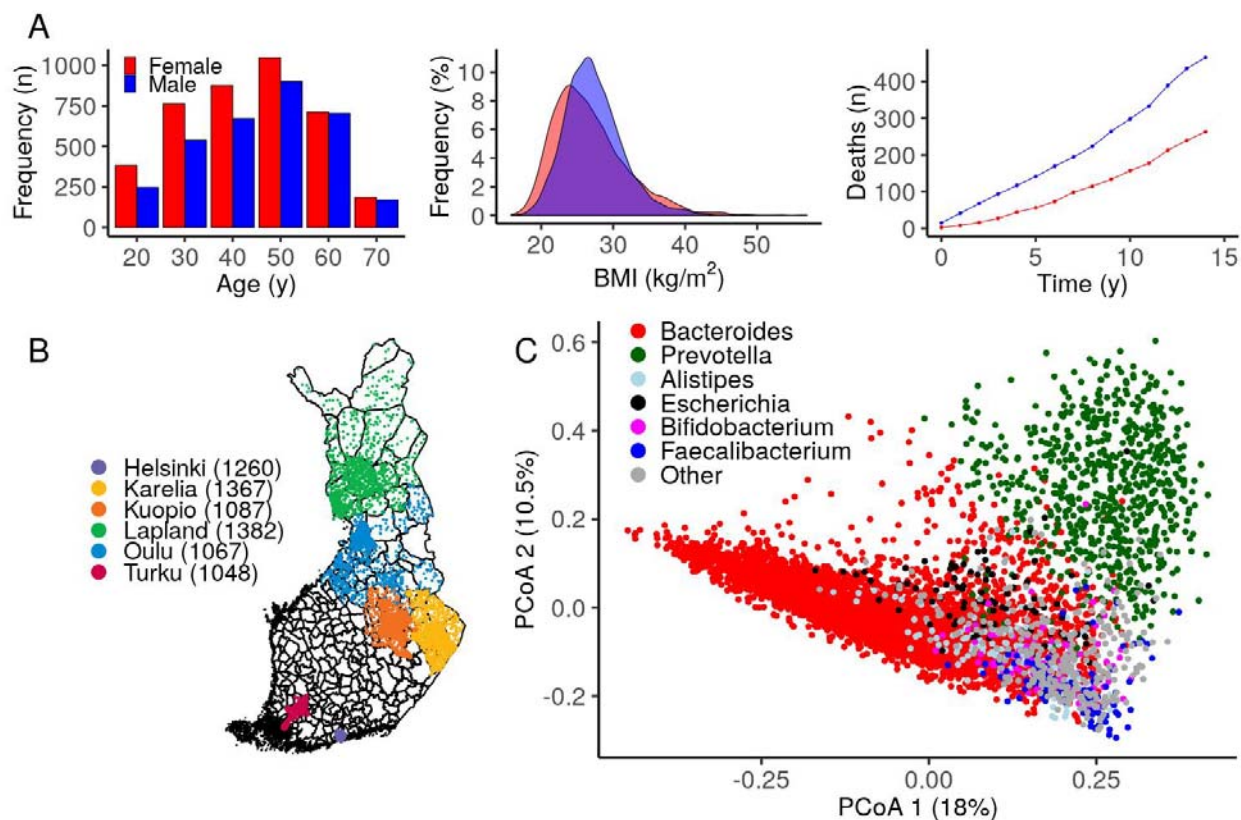 A
Frequency (n)
1000
750
500
250
0
Female
Male
20 30 40 50 60 70
Age (y)
Frequency (%)
10
8
6
4
2
0
20 30 40 50
BMI (kg/m²)
Deaths (n)
400
300
200
100
0
0 5 10 15
Time (y)
B
Helsinki (1260)
Karelia (1367)
Kuopio (1087)
Lapland (1382)
Oulu (1067)
Turku (1048)
C
Bacteroides
Prevotella
Alistipes
Escherichia
Bifidobacterium
Faecalibacterium
Other
PCoA 2 (10.5%)
0.6
0.4
0.2
0.0
-0.2
-0.25 0.00 0.25
PCoA 1 (18%)